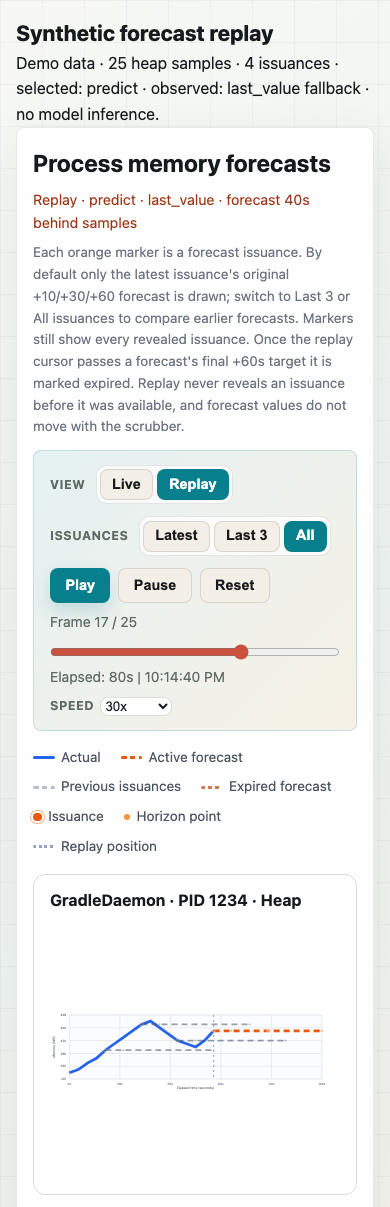 Synthetic forecast replay
Demo data · 25 heap samples · 4 issuances ·
selected: predict · observed: last_value fallback ·
no model inference.
Process memory forecasts
Replay · predict · last_value · forecast 40s
behind samples
Each orange marker is a forecast issuance. By
default only the latest issuance's original
+10/+30/+60 forecast is drawn; switch to Last 3 or
All issuances to compare earlier forecasts. Markers
still show every revealed issuance. Once the replay
cursor passes a forecast's final +60s target it is
marked expired. Replay never reveals an issuance
before it was available, and forecast values do not
move with the scrubber.
VIEW Live Replay
ISSUANCES Latest Last 3 All
Play Pause Reset
Frame 17 / 25
Elapsed: 80s | 10:14:40 PM
SPEED 30x
Actual Active forecast
Previous issuances Expired forecast
Issuance Horizon point
Replay position
GradleDaemon · PID 1234 · Heap
Elapsed time (seconds)